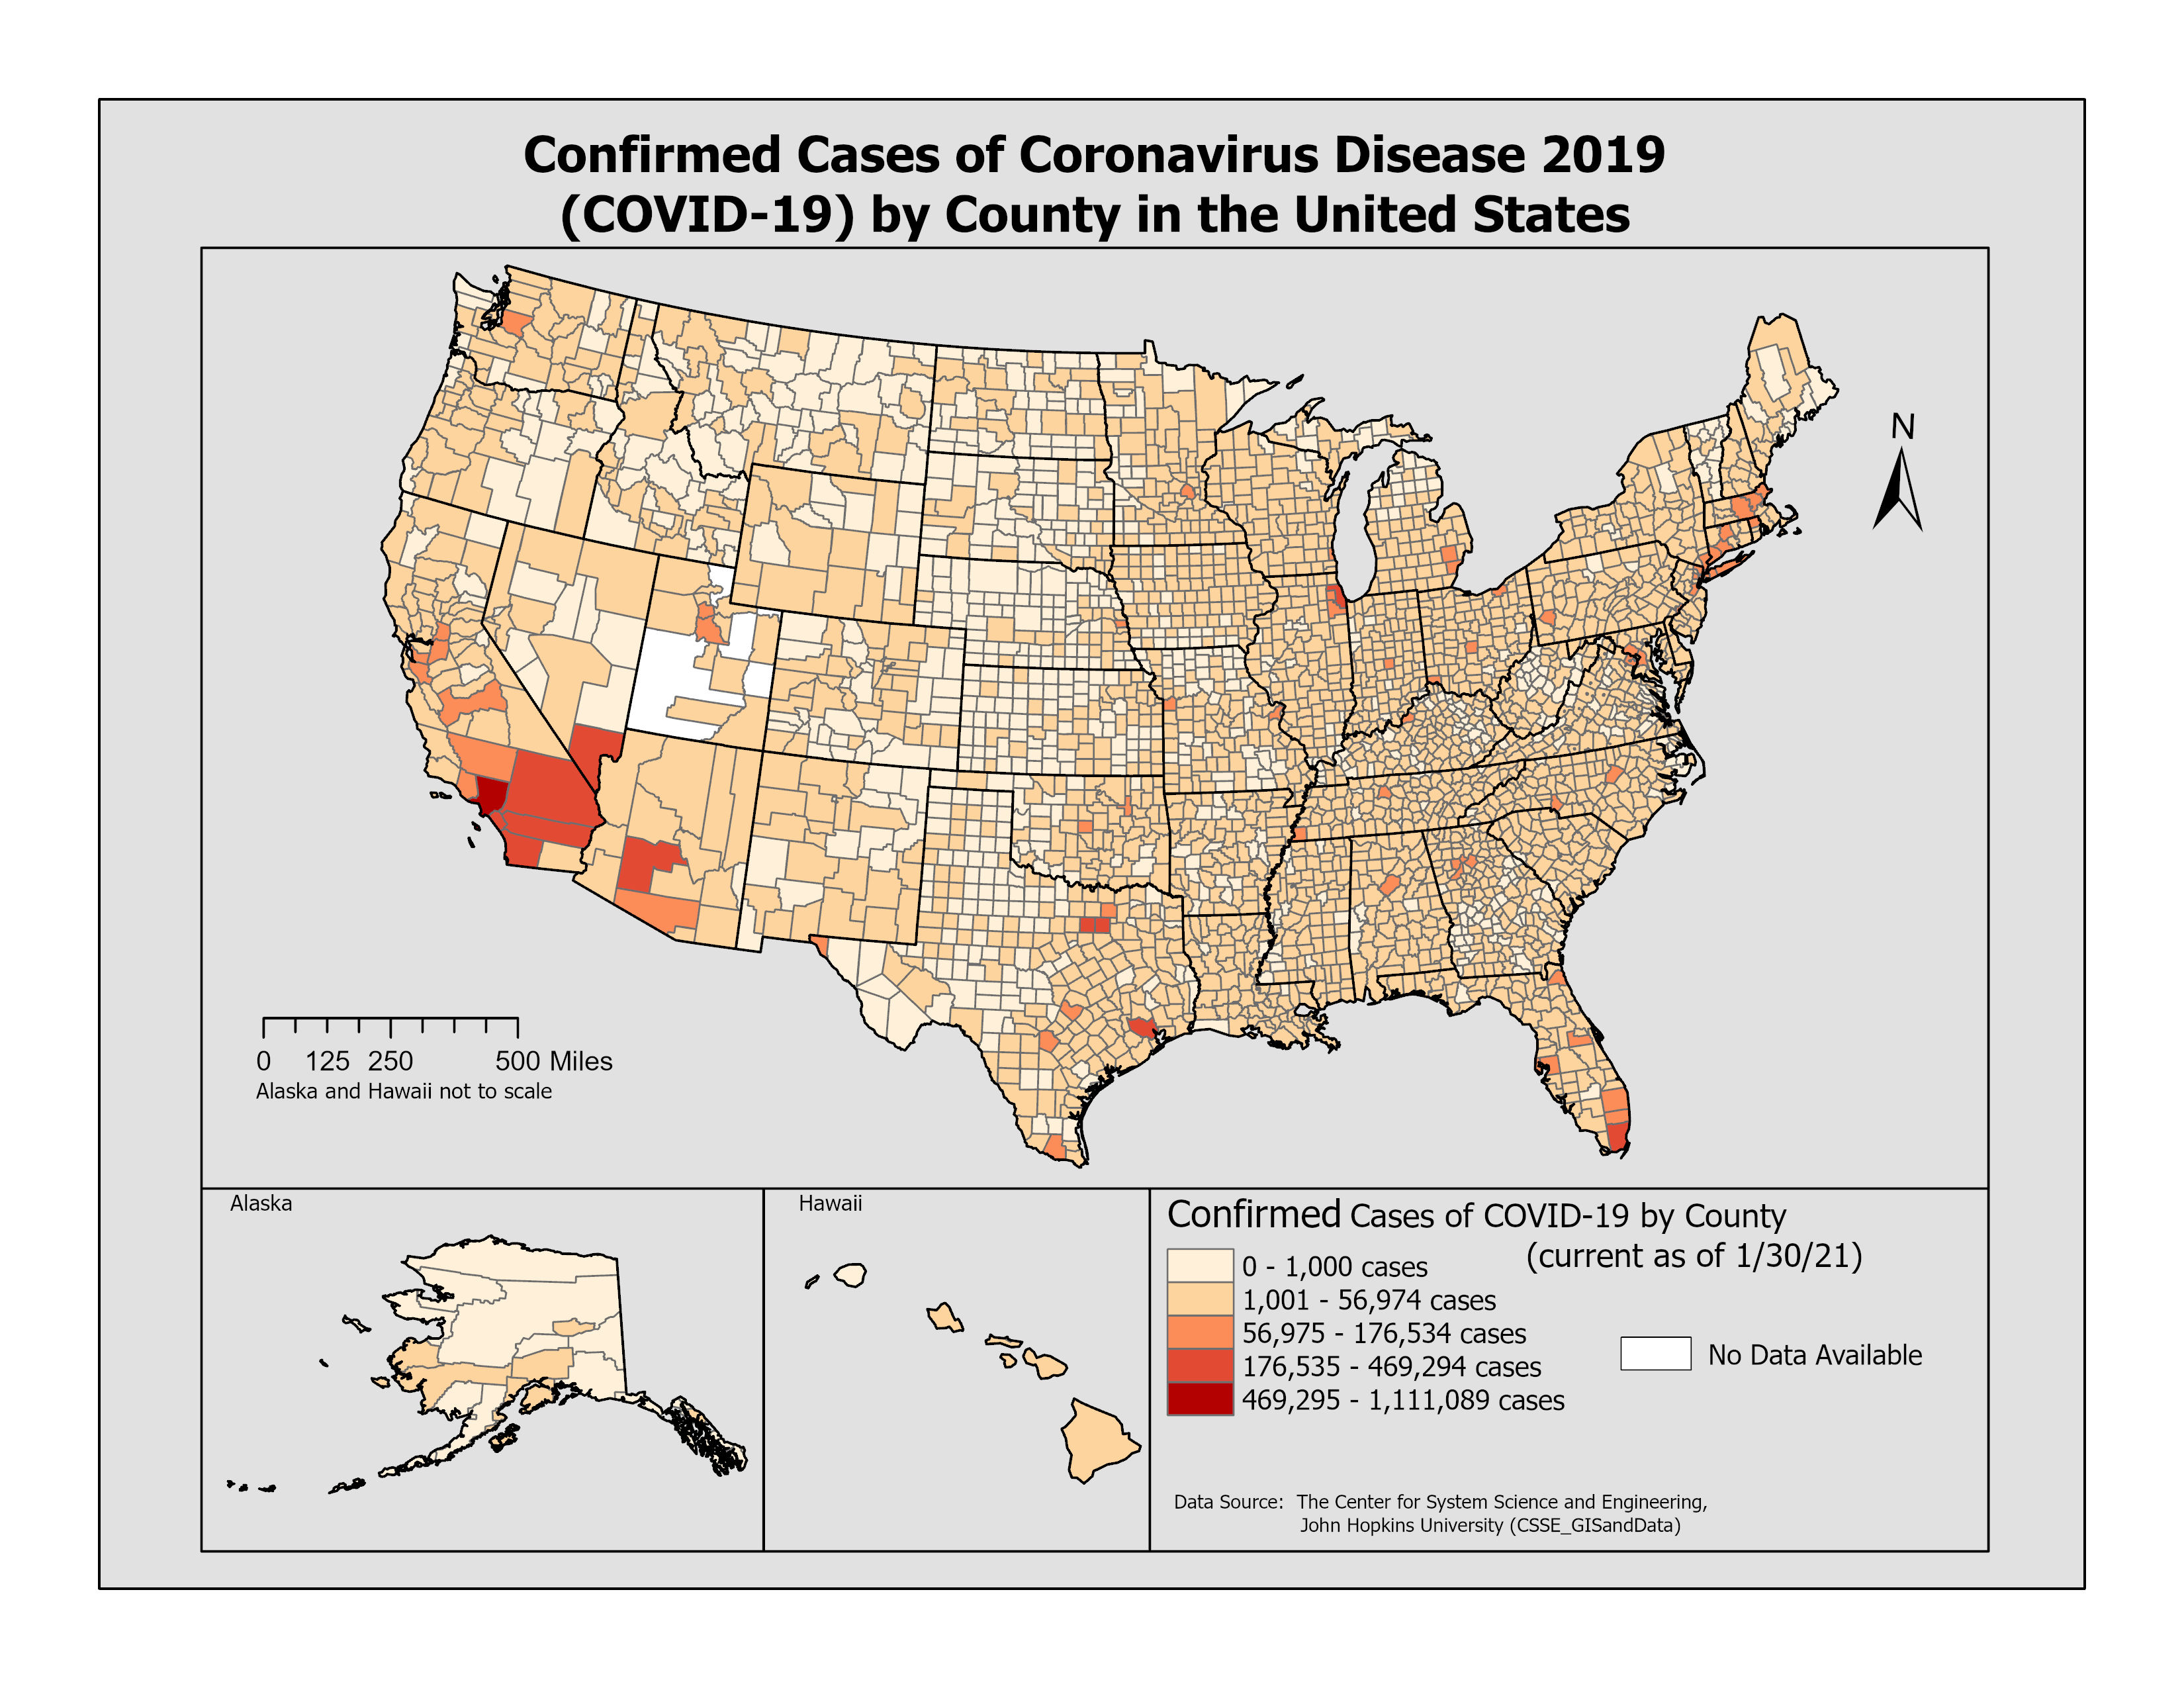 Confirmed Cases of Coronavirus Disease 2019
(COVID-19) by County in the United States
N
0 125 250 500 Miles
Alaska and Hawaii not to scale
Alaska
Hawaii
Confirmed Cases of COVID-19 by County
(current as of 1/30/21)
0 - 1,000 cases
1,001 - 56,974 cases
56,975 - 176,534 cases
176,535 - 469,294 cases
469,295 - 1,111,089 cases
No Data Available
Data Source: The Center for System Science and Engineering,
John Hopkins University (CSSE_GISandData)